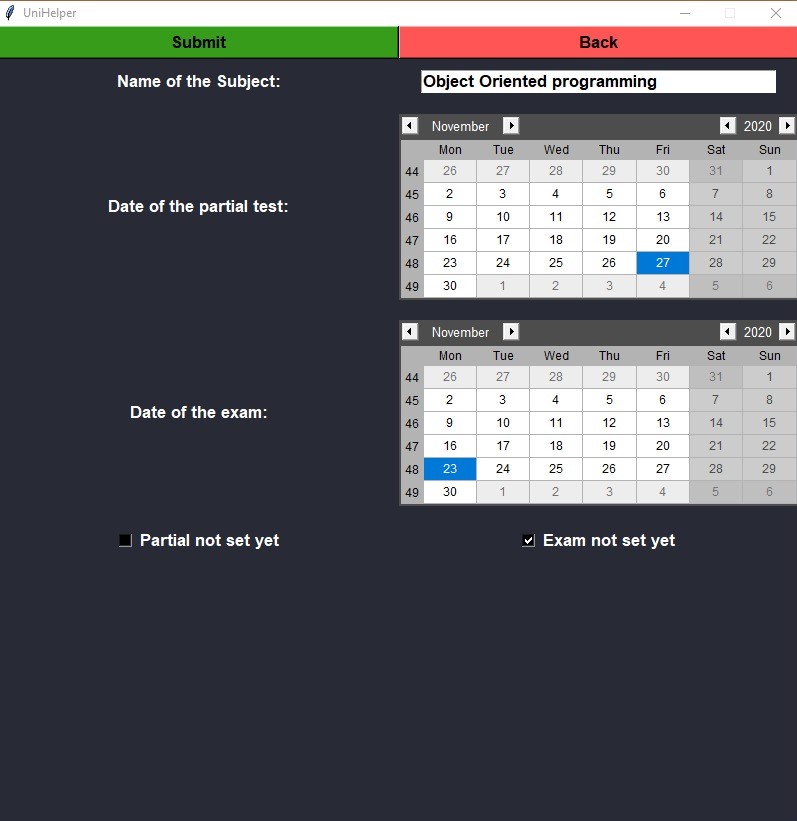 UniHelper
Submit Back
Name of the Subject: Object Oriented programming
November 2020
Mon Tue Wed Thu Fri Sat Sun
44 26 27 28 29 30 31 1
45 2 3 4 5 6 7 8
Date of the partial test:
46 9 10 11 12 13 14 15
47 16 17 18 19 20 21 22
48 23 24 25 26 27 28 29
49 30 1 2 3 4 5 6
November 2020
Mon Tue Wed Thu Fri Sat Sun
44 26 27 28 29 30 31 1
45 2 3 4 5 6 7 8
Date of the exam:
46 9 10 11 12 13 14 15
47 16 17 18 19 20 21 22
48 23 24 25 26 27 28 29
49 30 1 2 3 4 5 6
Partial not set yet Exam not set yet